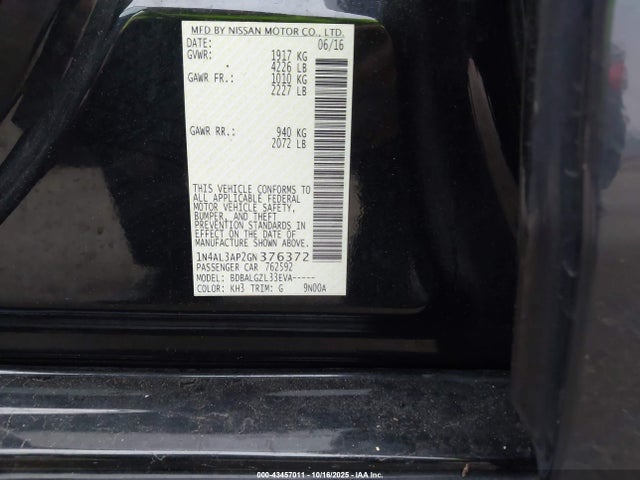 MFD BY NISSAN MOTOR CO., LTD.
DATE: 06/16
GVWR: 1917 KG
4226 LB
GAWR FR.: 1010 KG
2227 LB
GAWR RR.: 940 KG
2072 LB
THIS VEHICLE CONFORMS TO
ALL APPLICABLE FEDERAL
MOTOR VEHICLE SAFETY,
BUMPER, AND THEFT
PREVENTION STANDARDS IN
EFFECT ON THE DATE OF
MANUFACTURE SHOWN ABOVE.
1N4AL3AP2GN376372
PASSENGER CAR 762592
MODEL: BDBALGZL33EVA-----
COLOR: KH3 TRIM: G 9N00A
000-43457011 - 10/16/2025 - IAA Inc.